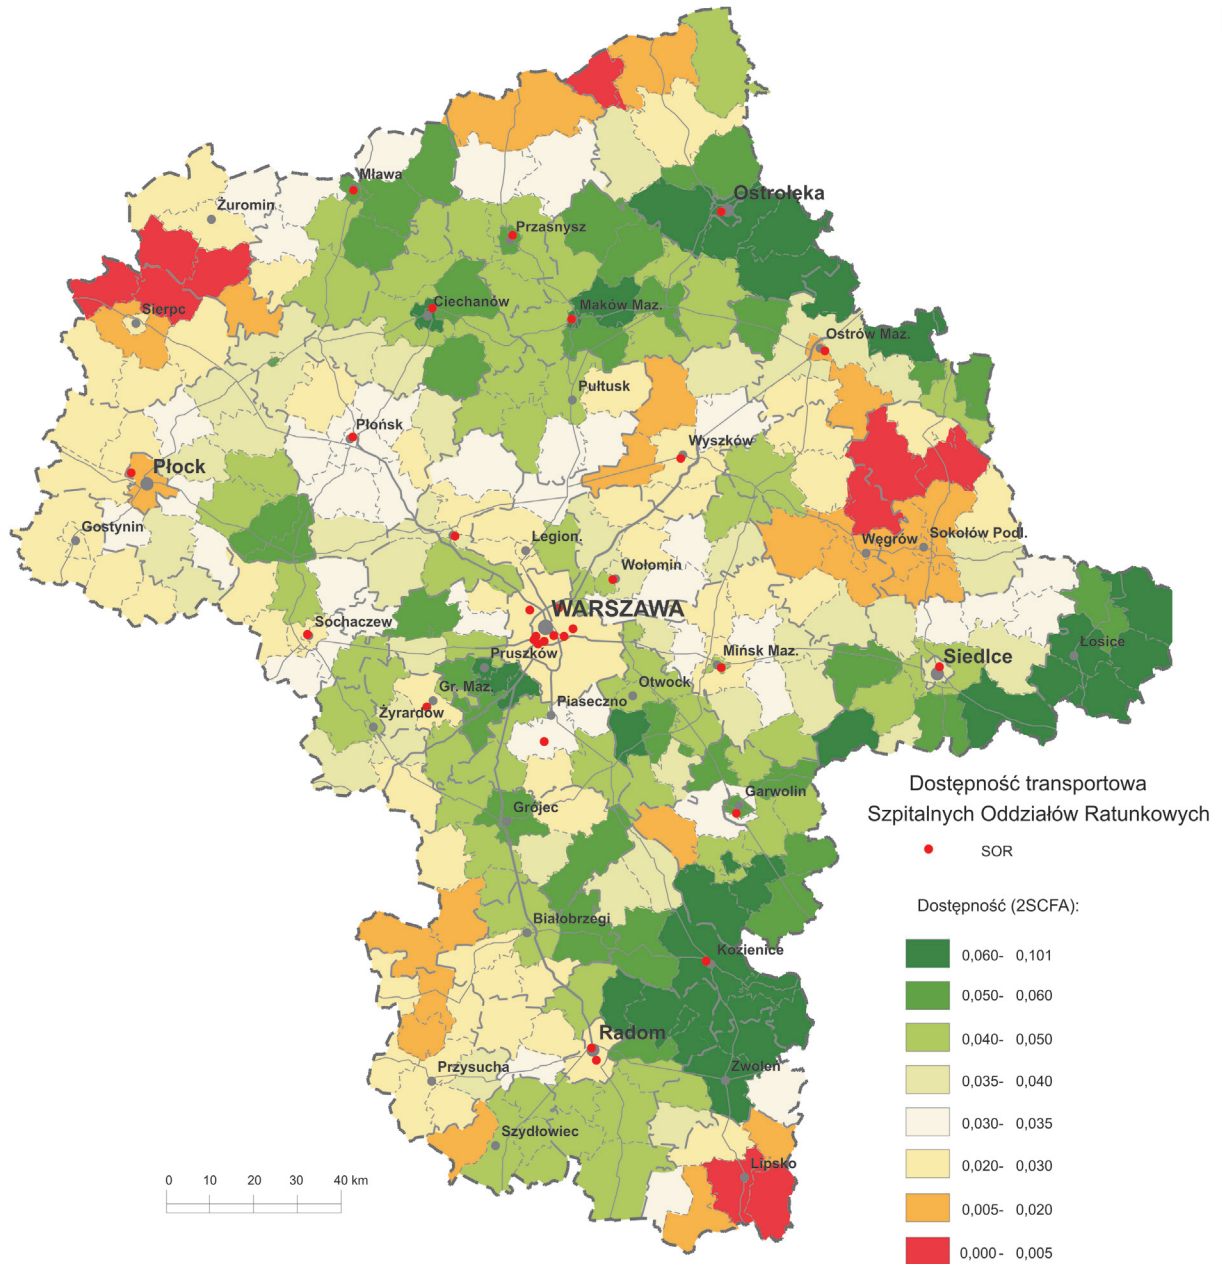 Mława
Ostrołęka
Żuromin
Przasnysz
Ciechanów
Maków Maz.
Sierpc
Ostrów Maz.
Pułtusk
Płońsk
Wyszków
Płock
Gostynin
Legion.
Węgrów
Sokołów Podl.
Wołomin
WARSZAWA
Sochaczew
Łosice
Pruszków
Mińsk Maz.
Siedlce
Gr. Maz.
Otwock
Żyrardów
Piaseczno
Garwolin
Grójec
Białobrzegi
Kozienice
Radom
Przysucha
Zwoleń
Szydłowiec
Lipsko
0 10 20 30 40 km
Dostępność transportowa
Szpitalnych Oddziałów Ratunkowych
SOR
Dostępność (2SCFA):
0,060- 0,101
0,050- 0,060
0,040- 0,050
0,035- 0,040
0,030- 0,035
0,020- 0,030
0,005- 0,020
0,000- 0,005